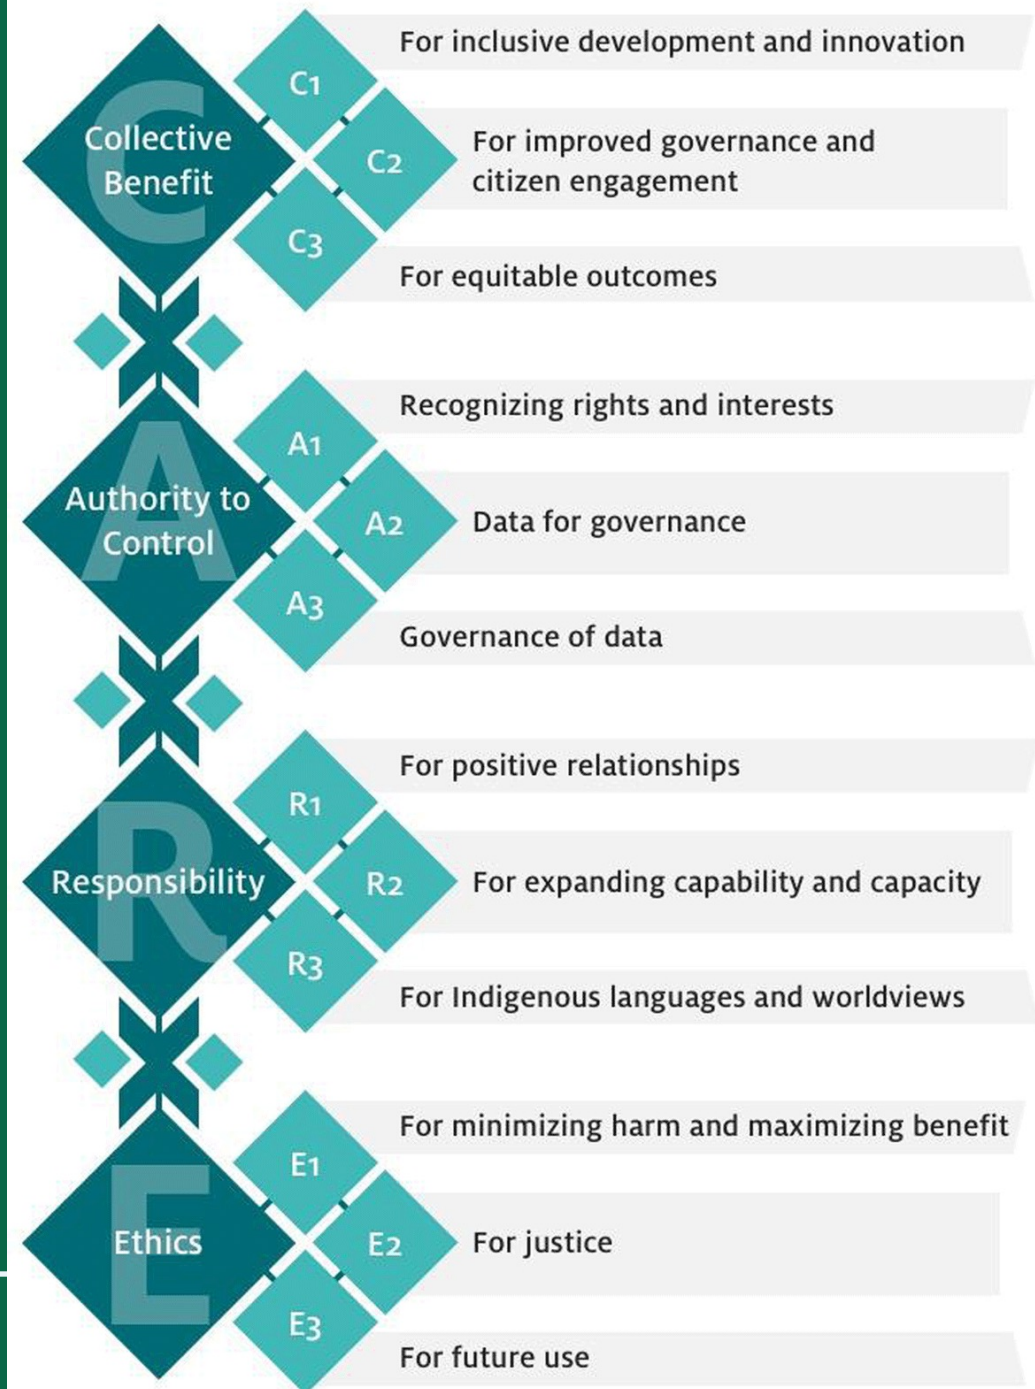 C
Collective
Benefit
C1
For inclusive development and innovation
C2
For improved governance and
citizen engagement
C3
For equitable outcomes
A
Authority to
Control
A1
Recognizing rights and interests
A2
Data for governance
A3
Governance of data
R
Responsibility
R1
For positive relationships
R2
For expanding capability and capacity
R3
For Indigenous languages and worldviews
E
Ethics
E1
For minimizing harm and maximizing benefit
E2
For justice
E3
For future use